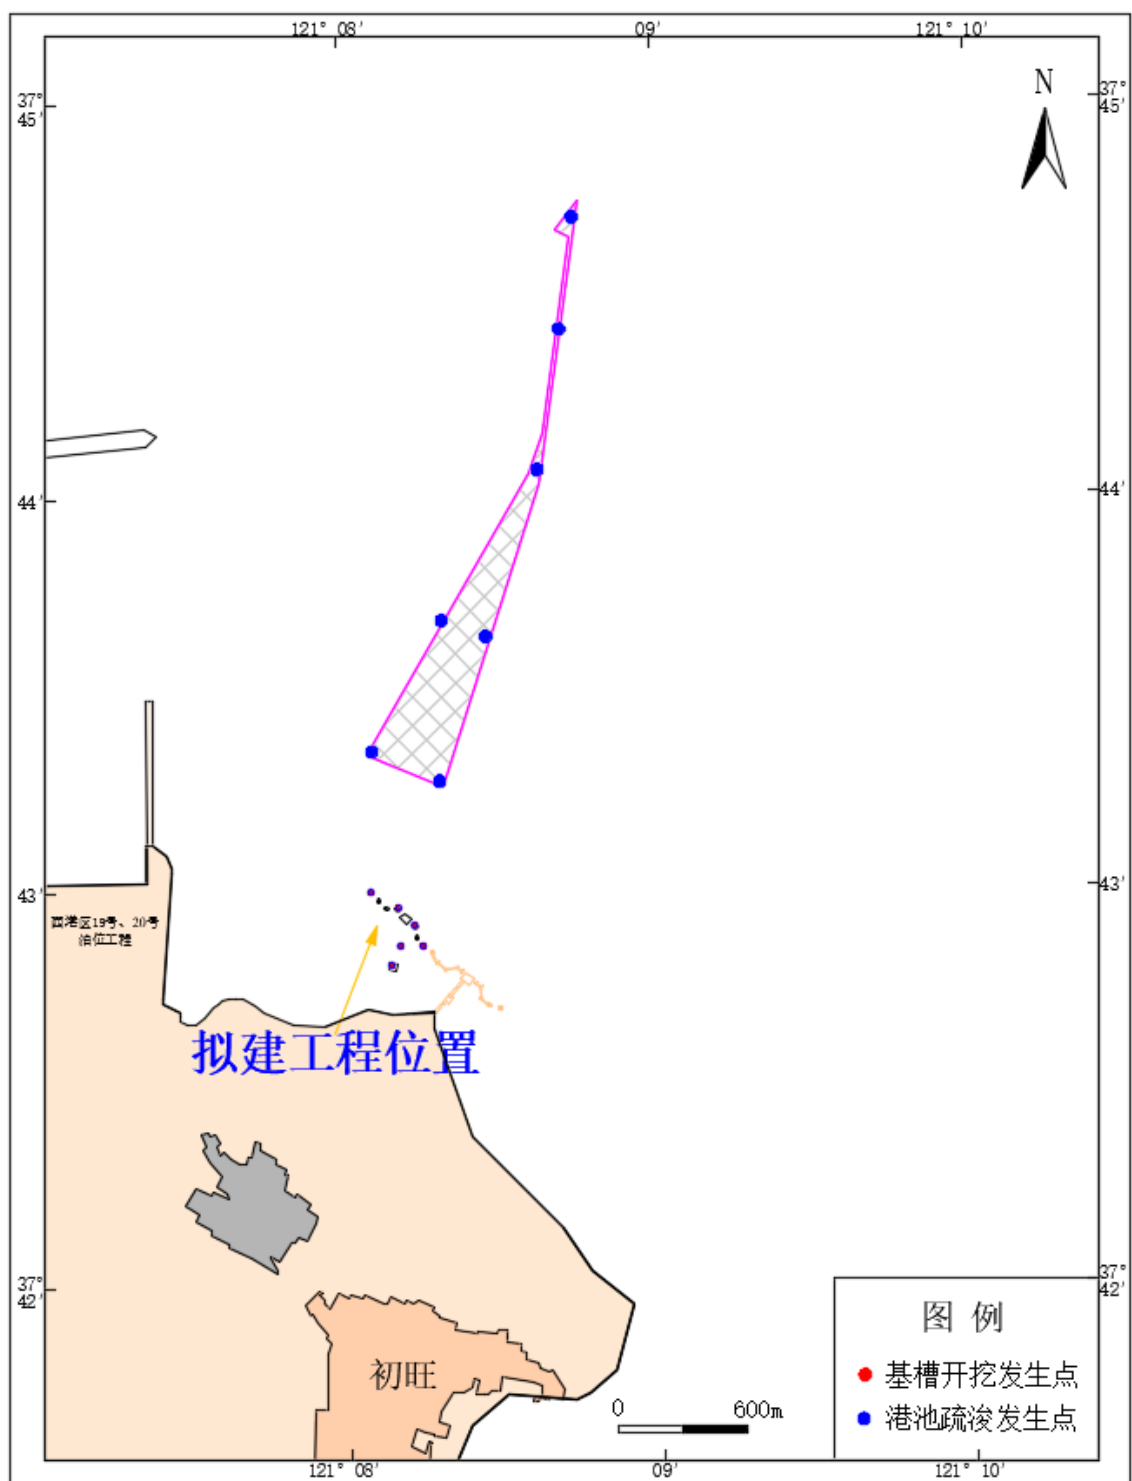 121° 08'
09'
121° 10'
37°
45'
37°
45'
N
44'
44'
43'
43'
西港区19号、20号
泊位工程
拟建工程位置
37°
42'
37°
42'
初旺
0
600m
图 例
基槽开挖发生点
港池疏浚发生点
121° 08'
09'
121° 10'